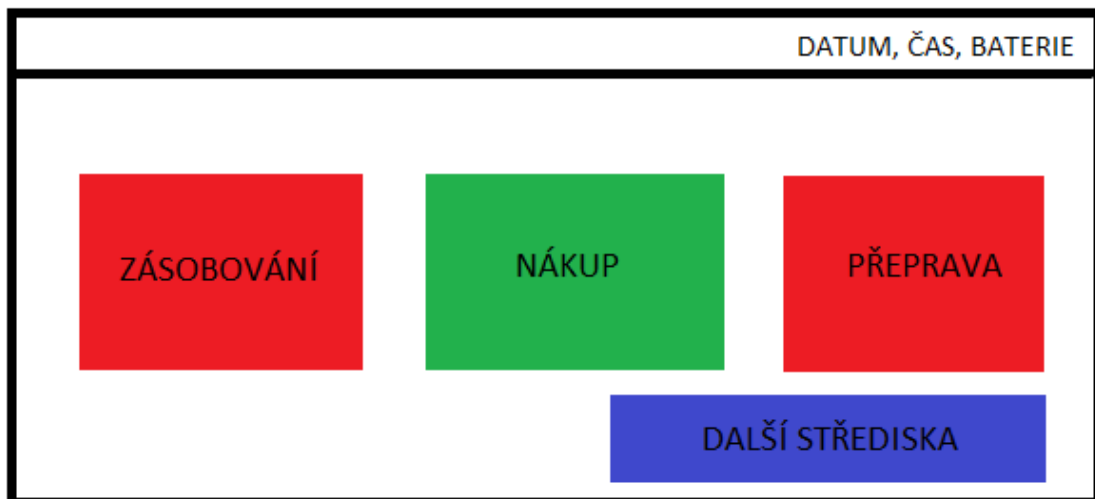 DATUM, ČAS, BATERIE
ZÁSOBOVÁNÍ
NÁKUP
PŘEPRAVA
DALŠÍ STŘEDISKA